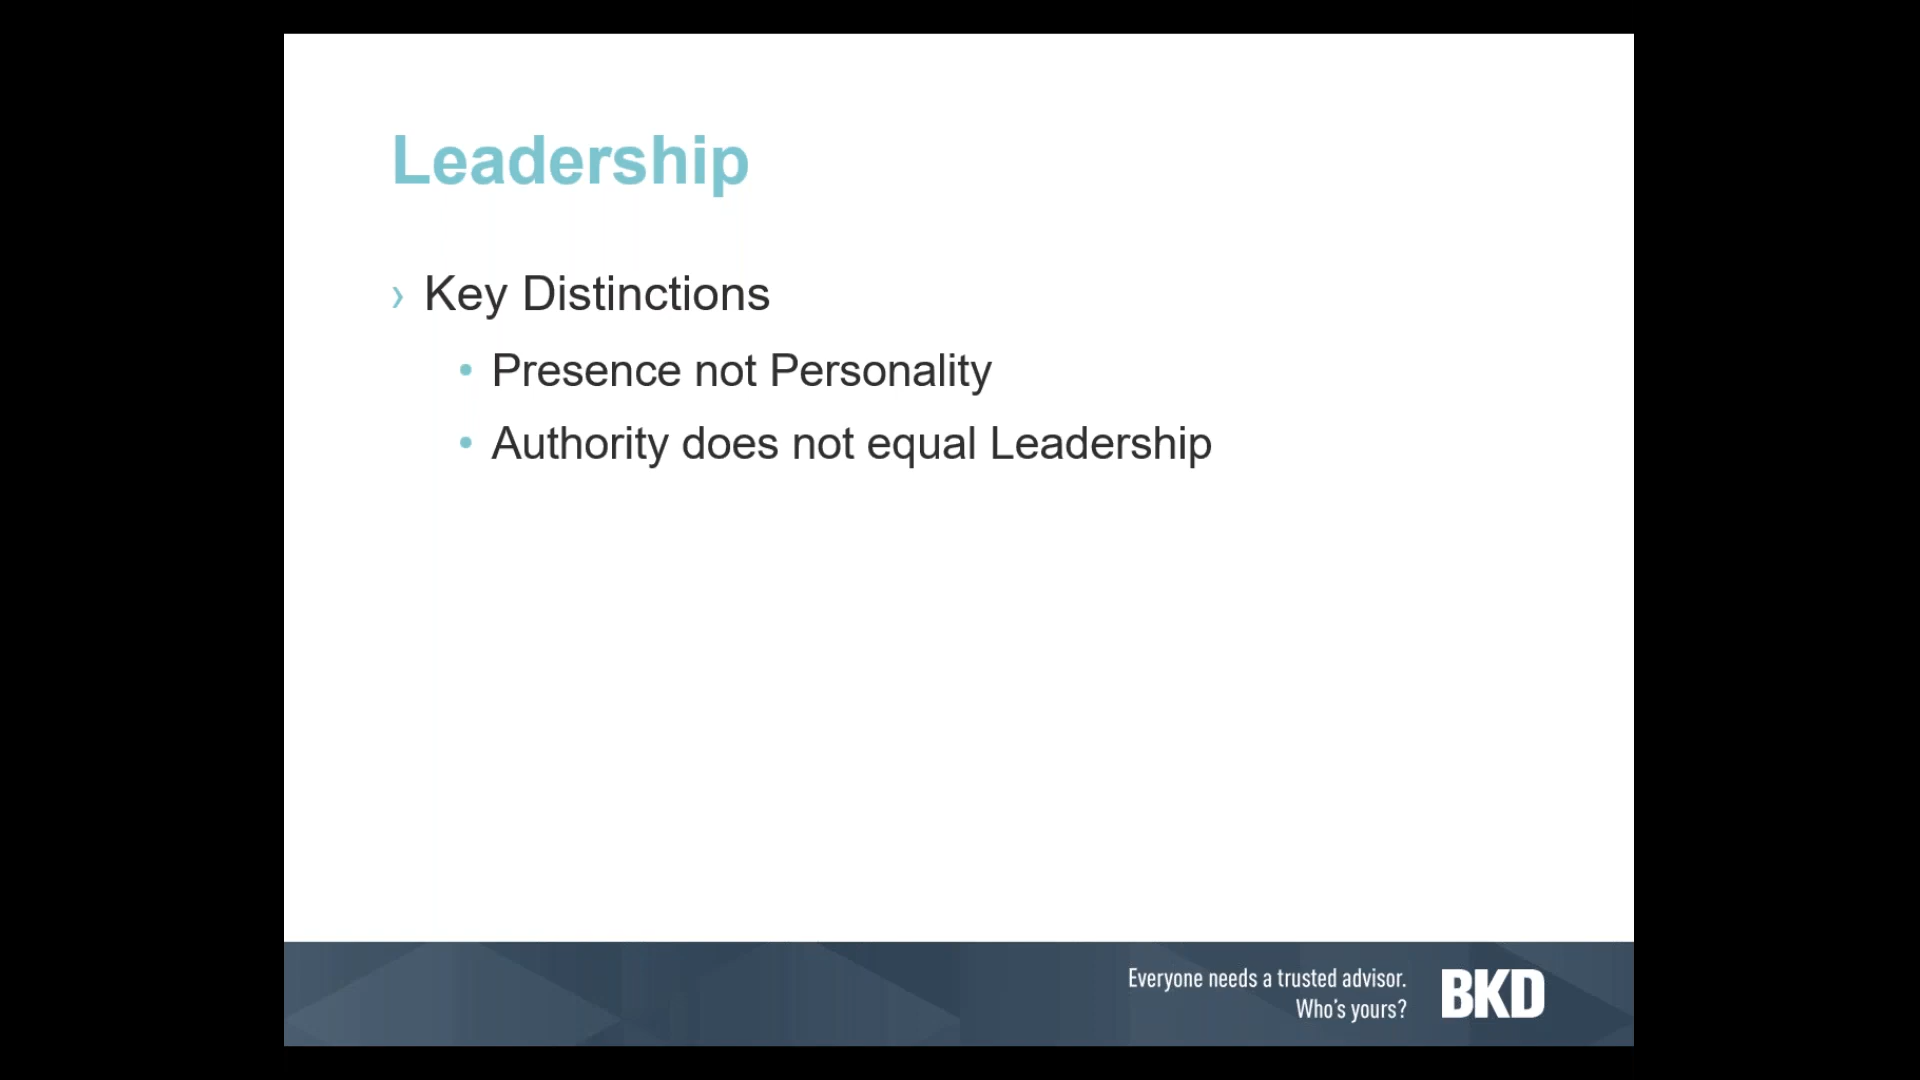 Leadership
› Key Distinctions
• Presence not Personality
• Authority does not equal Leadership
Everyone needs a trusted advisor.
Who's yours?
BKD